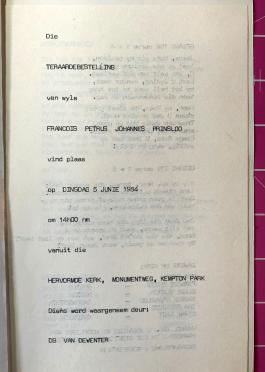 Die
TERAARDEBESTELLING
van wyle
FRANCOIS PETRUS JOHANNES PRINSLOO
vind plaas
op DINSDAG 5 JUNIE 1984
om 14h00 nm
vanuit die
HERVORMDE KERK, MONUMENTWEG, KEMPTON PARK
Diens word waargeneem deur:
DS VAN DEVENTER